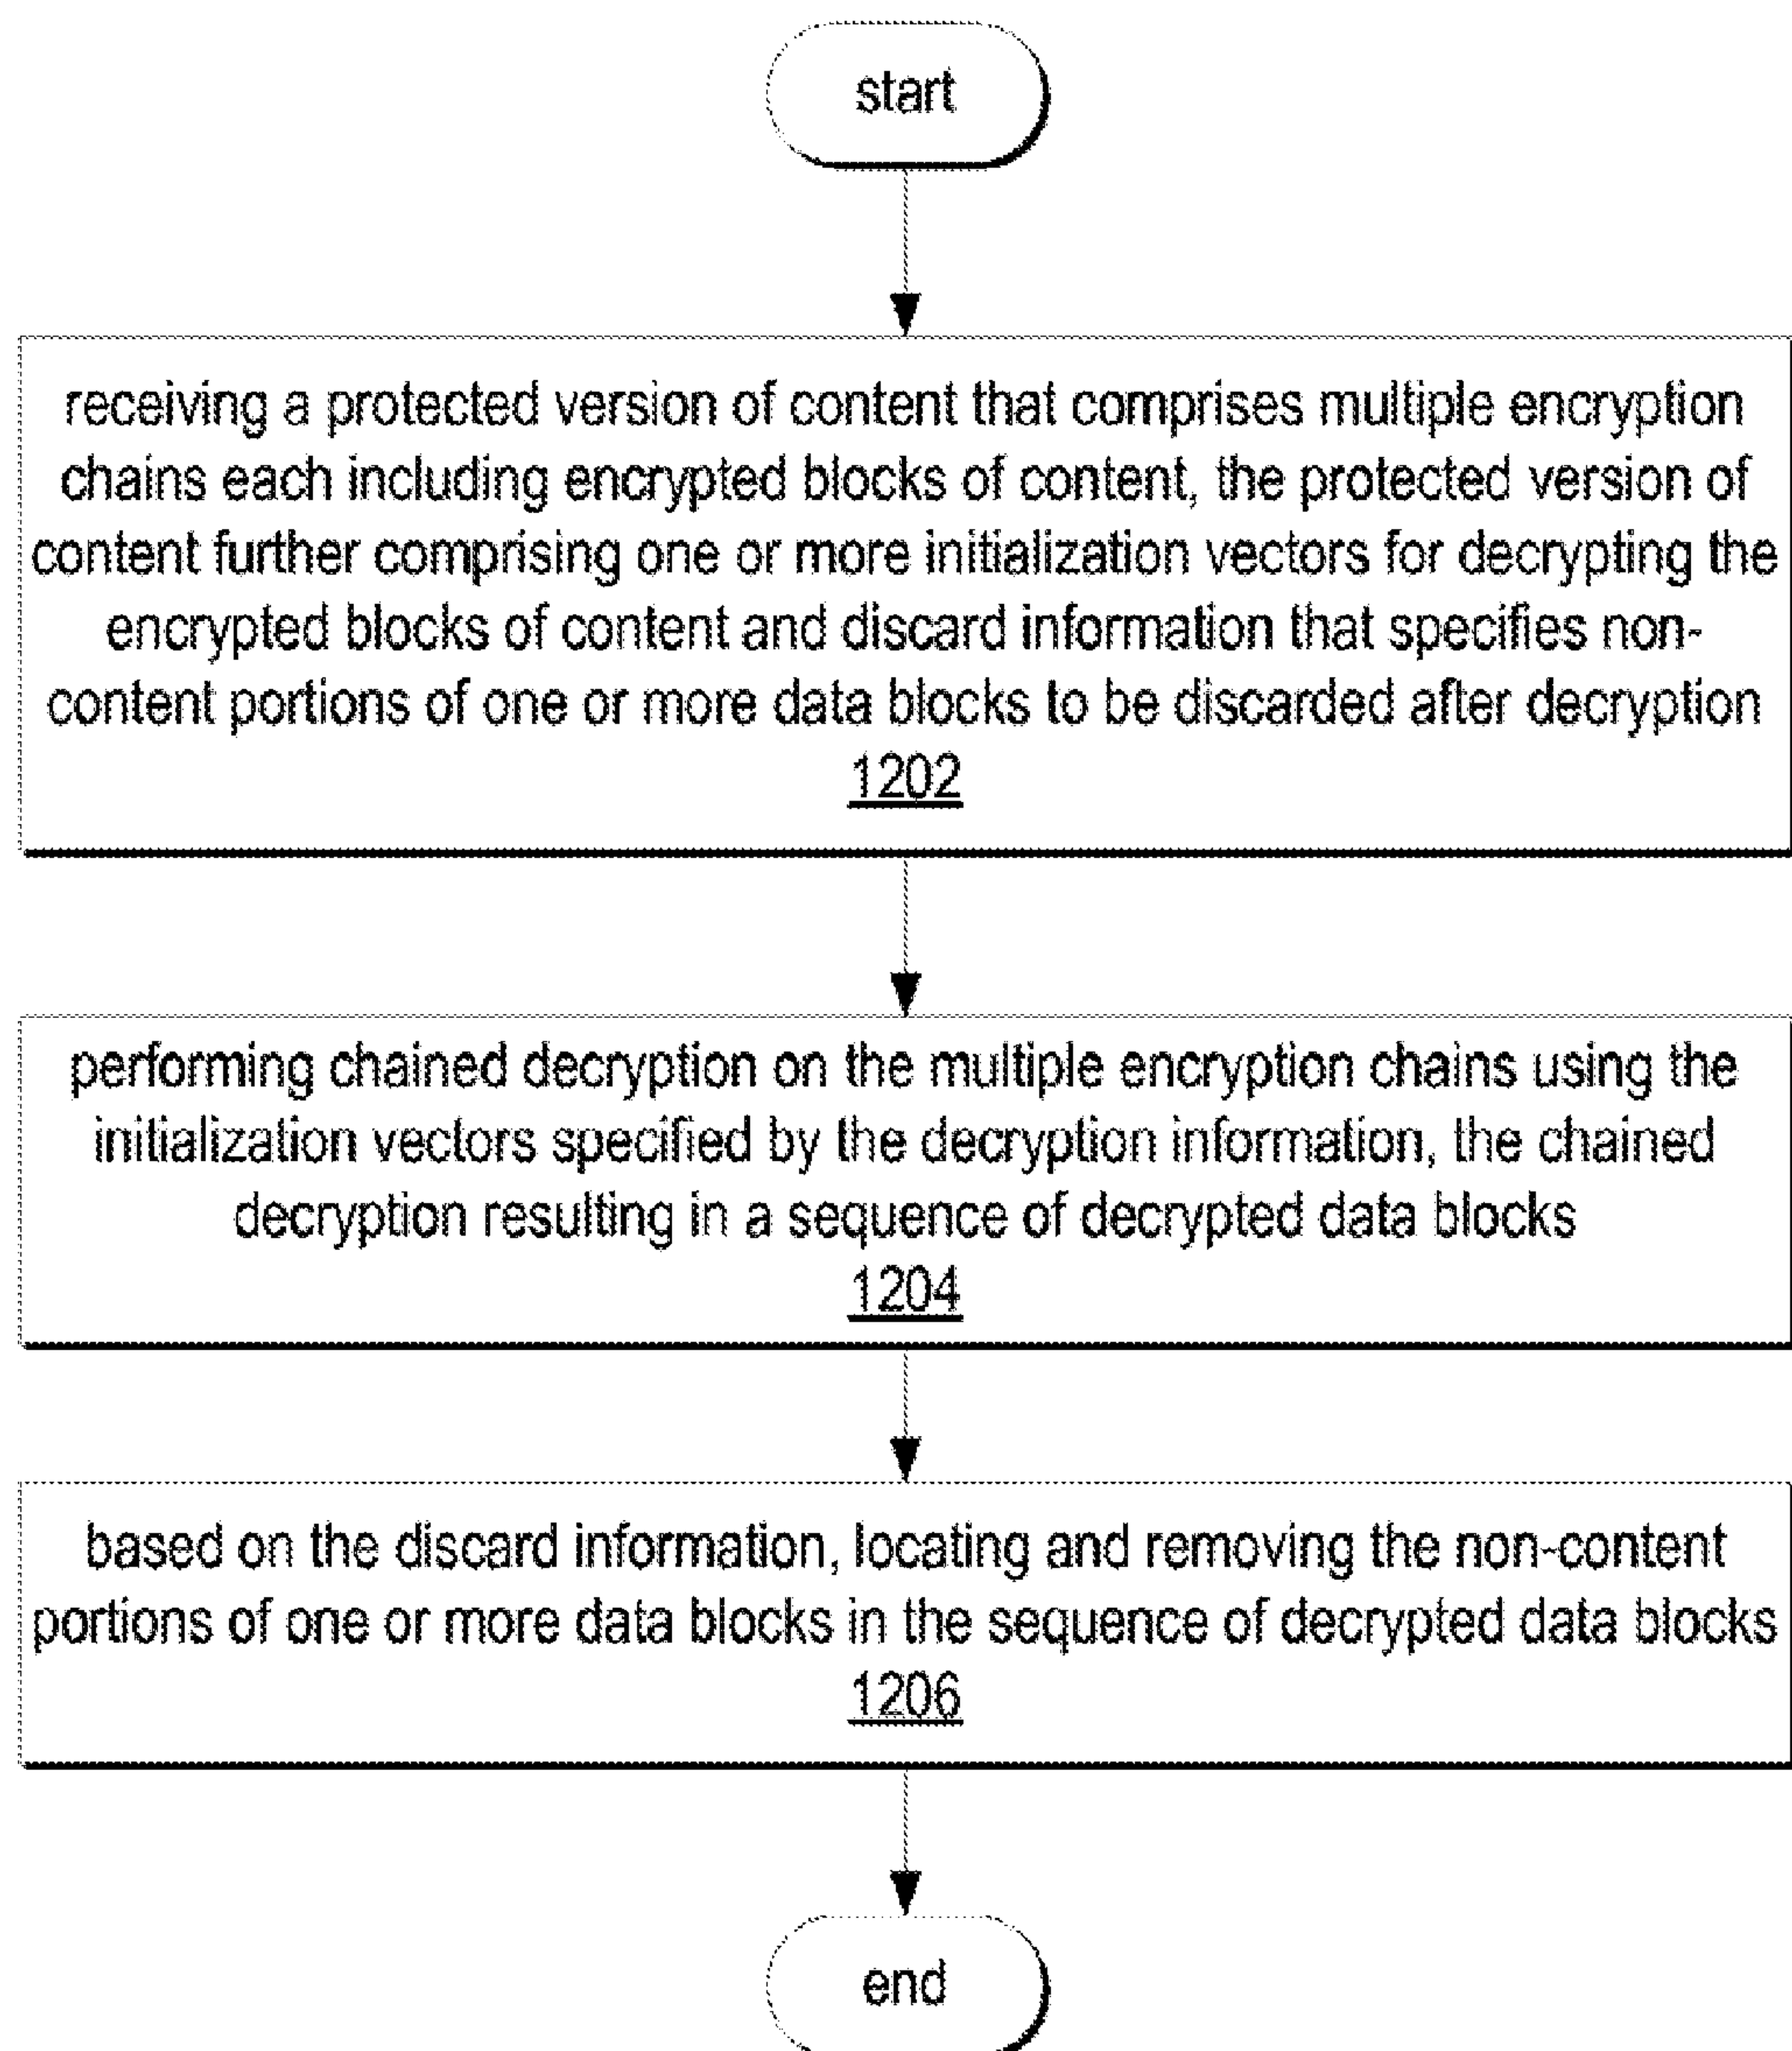 start
receiving a protected version of content that comprises multiple encryption
chains each including encrypted blocks of content, the protected version of
content further comprising one or more initialization vectors for decrypting the
encrypted blocks of content and discard information that specifies non-
content portions of one or more data blocks to be discarded after decryption
1202
performing chained decryption on the multiple encryption chains using the
initialization vectors specified by the decryption information, the chained
decryption resulting in a sequence of decrypted data blocks
1204
based on the discard information, locating and removing the non-content
portions of one or more data blocks in the sequence of decrypted data blocks
1206
end